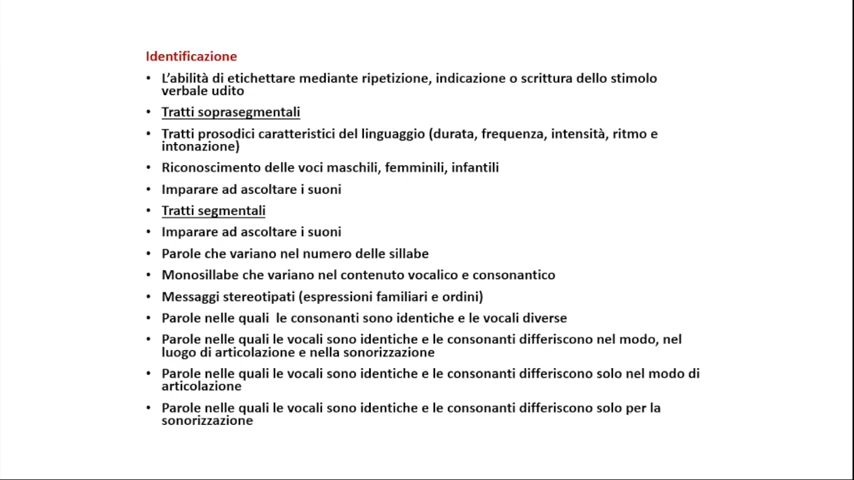 Identificazione
• L’abilità di etichettare mediante ripetizione, indicazione o scrittura dello stimolo
verbale udito
• Tratti soprasegmentali
• Tratti prosodici caratteristici del linguaggio (durata, frequenza, intensità, ritmo e
intonazione)
• Riconoscimento delle voci maschili, femminili, infantili
• Imparare ad ascoltare i suoni
• Tratti segmentali
• Imparare ad ascoltare i suoni
• Parole che variano nel numero delle sillabe
• Monosillabe che variano nel contenuto vocalico e consonantico
• Messaggi stereotipati (espressioni familiari e ordini)
• Parole nelle quali le consonanti sono identiche e le vocali diverse
• Parole nelle quali le vocali sono identiche e le consonanti differiscono nel modo, nel
luogo di articolazione e nella sonorizzazione
• Parole nelle quali le vocali sono identiche e le consonanti differiscono solo nel modo di
articolazione
• Parole nelle quali le vocali sono identiche e le consonanti differiscono solo per la
sonorizzazione